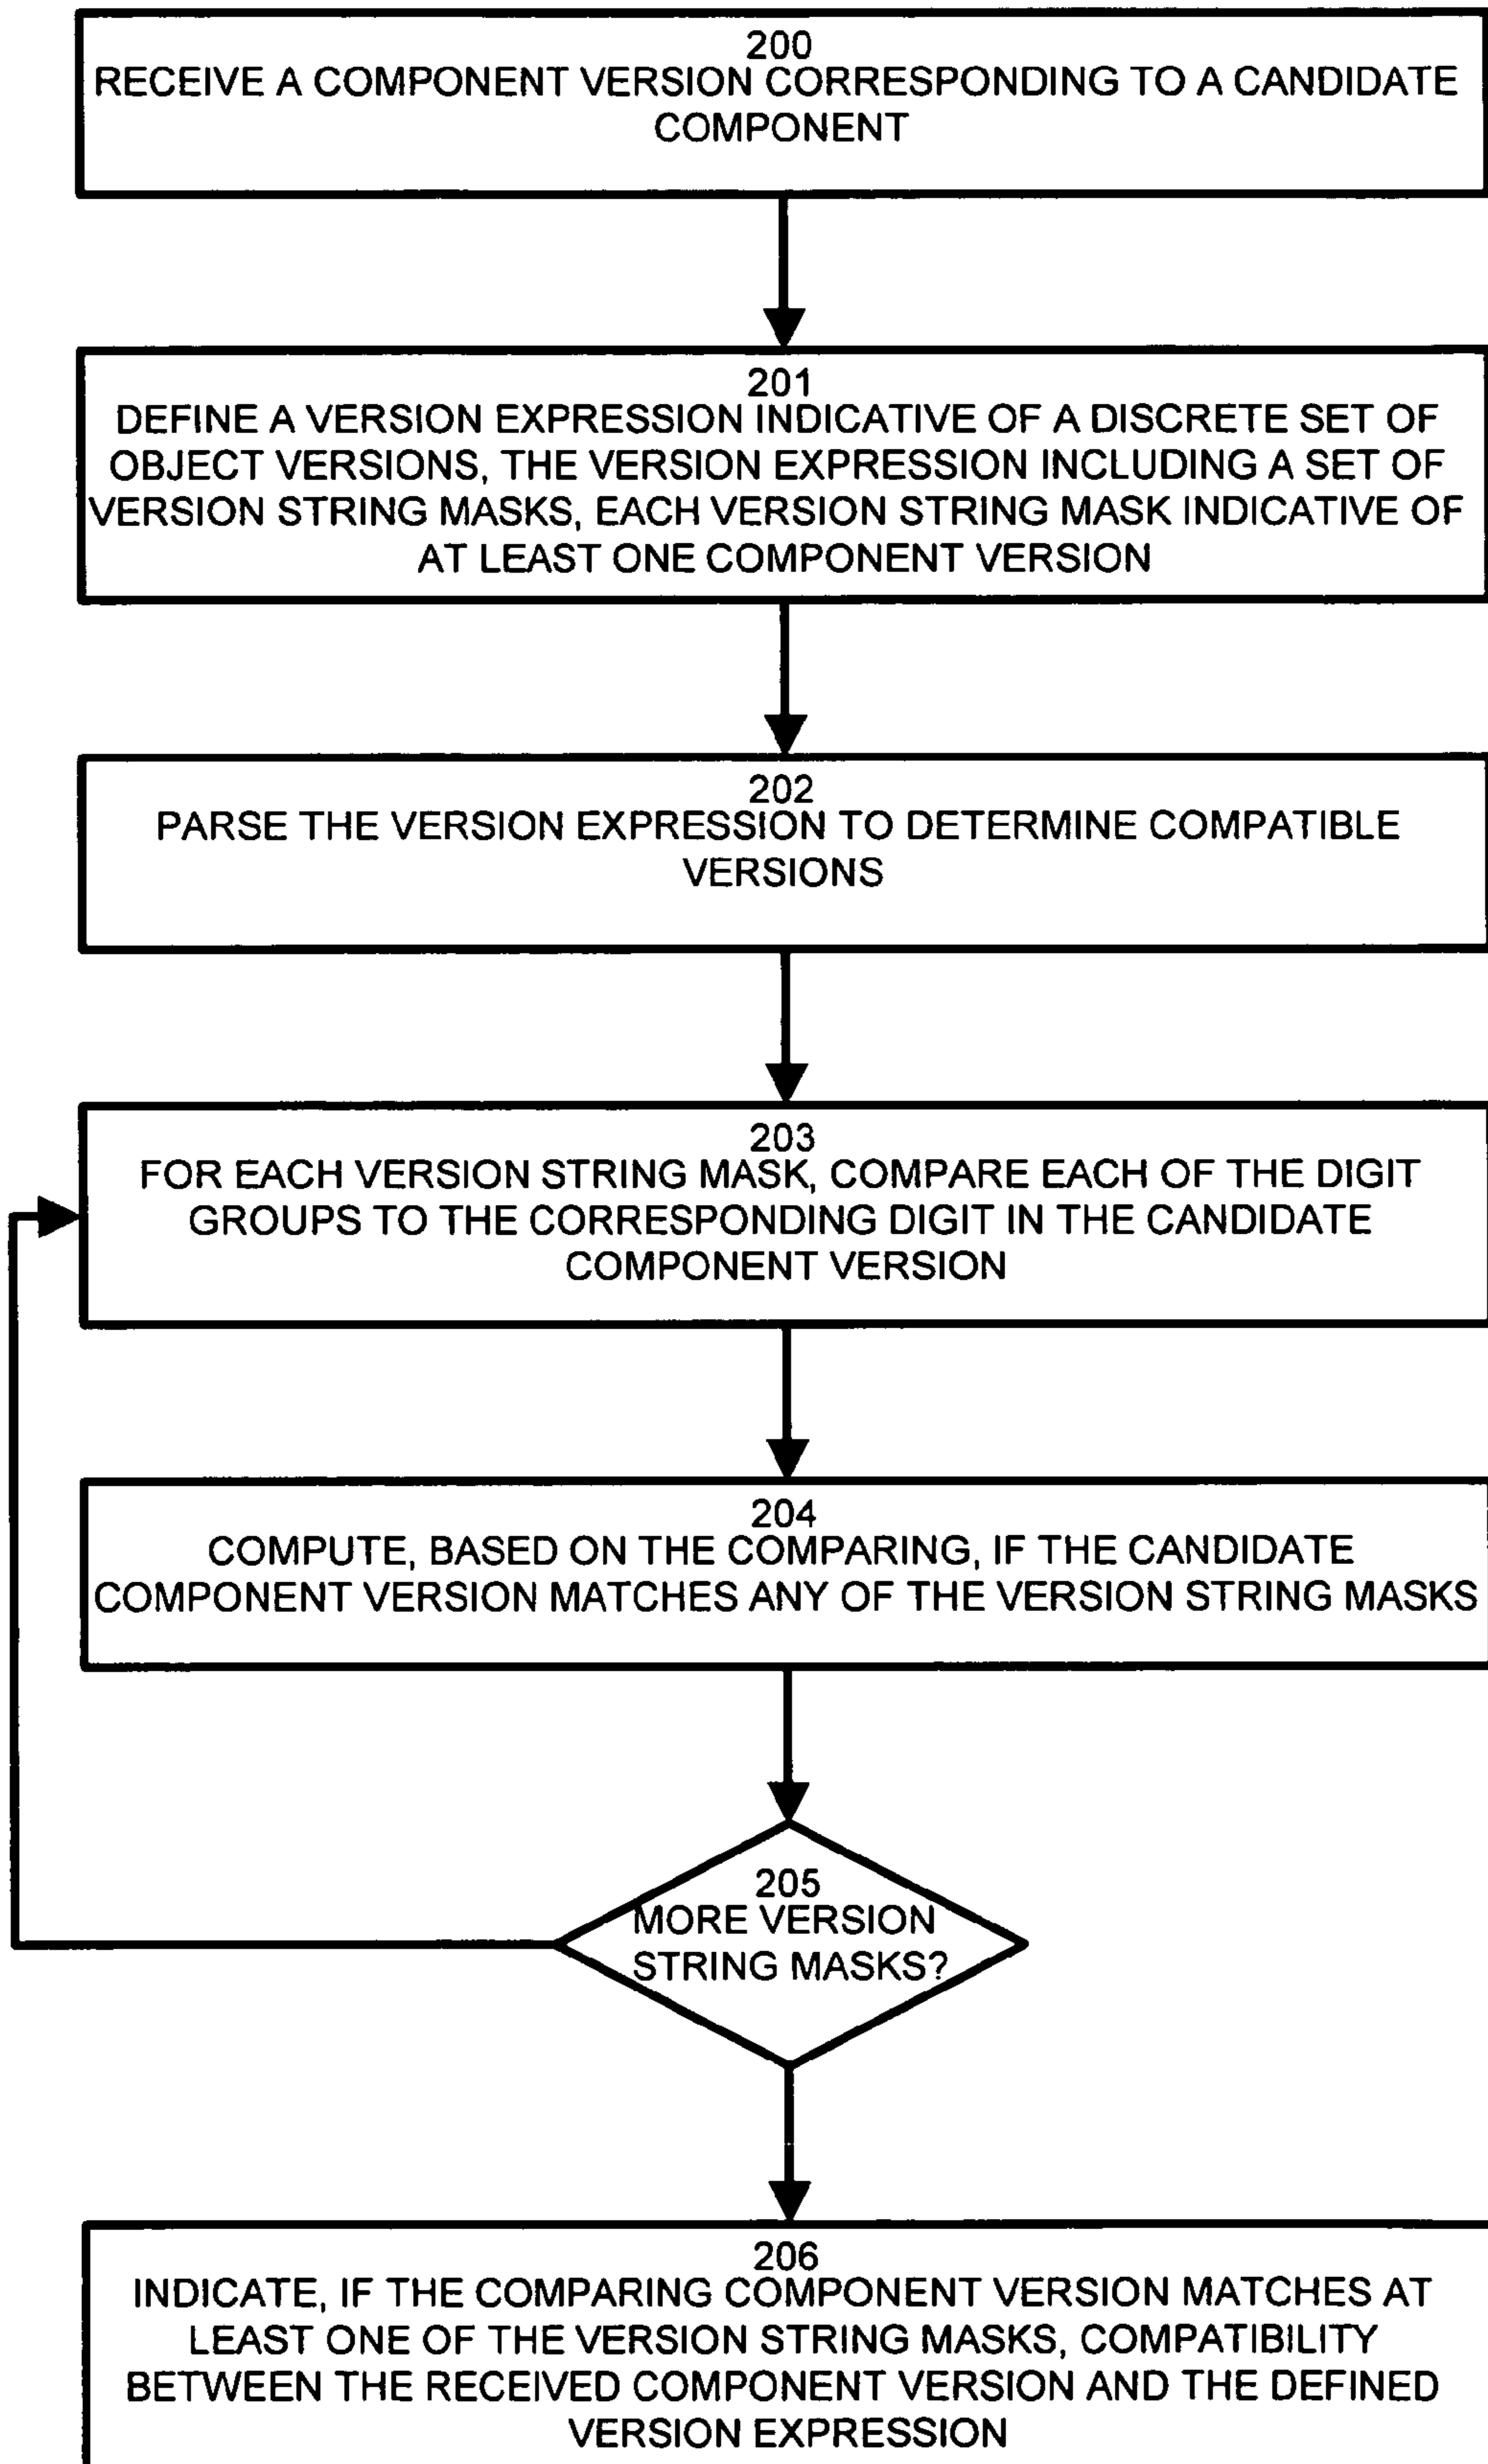 200
RECEIVE A COMPONENT VERSION CORRESPONDING TO A CANDIDATE
COMPONENT
201
DEFINE A VERSION EXPRESSION INDICATIVE OF A DISCRETE SET OF
OBJECT VERSIONS, THE VERSION EXPRESSION INCLUDING A SET OF
VERSION STRING MASKS, EACH VERSION STRING MASK INDICATIVE OF
AT LEAST ONE COMPONENT VERSION
202
PARSE THE VERSION EXPRESSION TO DETERMINE COMPATIBLE
VERSIONS
203
FOR EACH VERSION STRING MASK, COMPARE EACH OF THE DIGIT
GROUPS TO THE CORRESPONDING DIGIT IN THE CANDIDATE
COMPONENT VERSION
204
COMPUTE, BASED ON THE COMPARING, IF THE CANDIDATE
COMPONENT VERSION MATCHES ANY OF THE VERSION STRING MASKS
205
MORE VERSION
STRING MASKS?
206
INDICATE, IF THE COMPARING COMPONENT VERSION MATCHES AT
LEAST ONE OF THE VERSION STRING MASKS, COMPATIBILITY
BETWEEN THE RECEIVED COMPONENT VERSION AND THE DEFINED
VERSION EXPRESSION